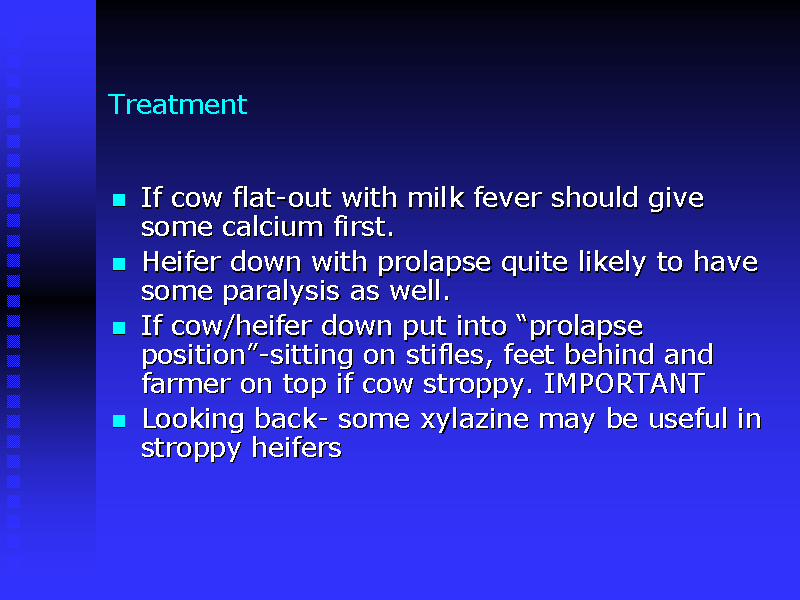 Treatment
If cow flat-out with milk fever should give
some calcium first.
Heifer down with prolapse quite likely to have
some paralysis as well.
If cow/heifer down put into “prolapse
position”-sitting on stifles, feet behind and
farmer on top if cow stroppy. IMPORTANT
Looking back- some xylazine may be useful in
stroppy heifers